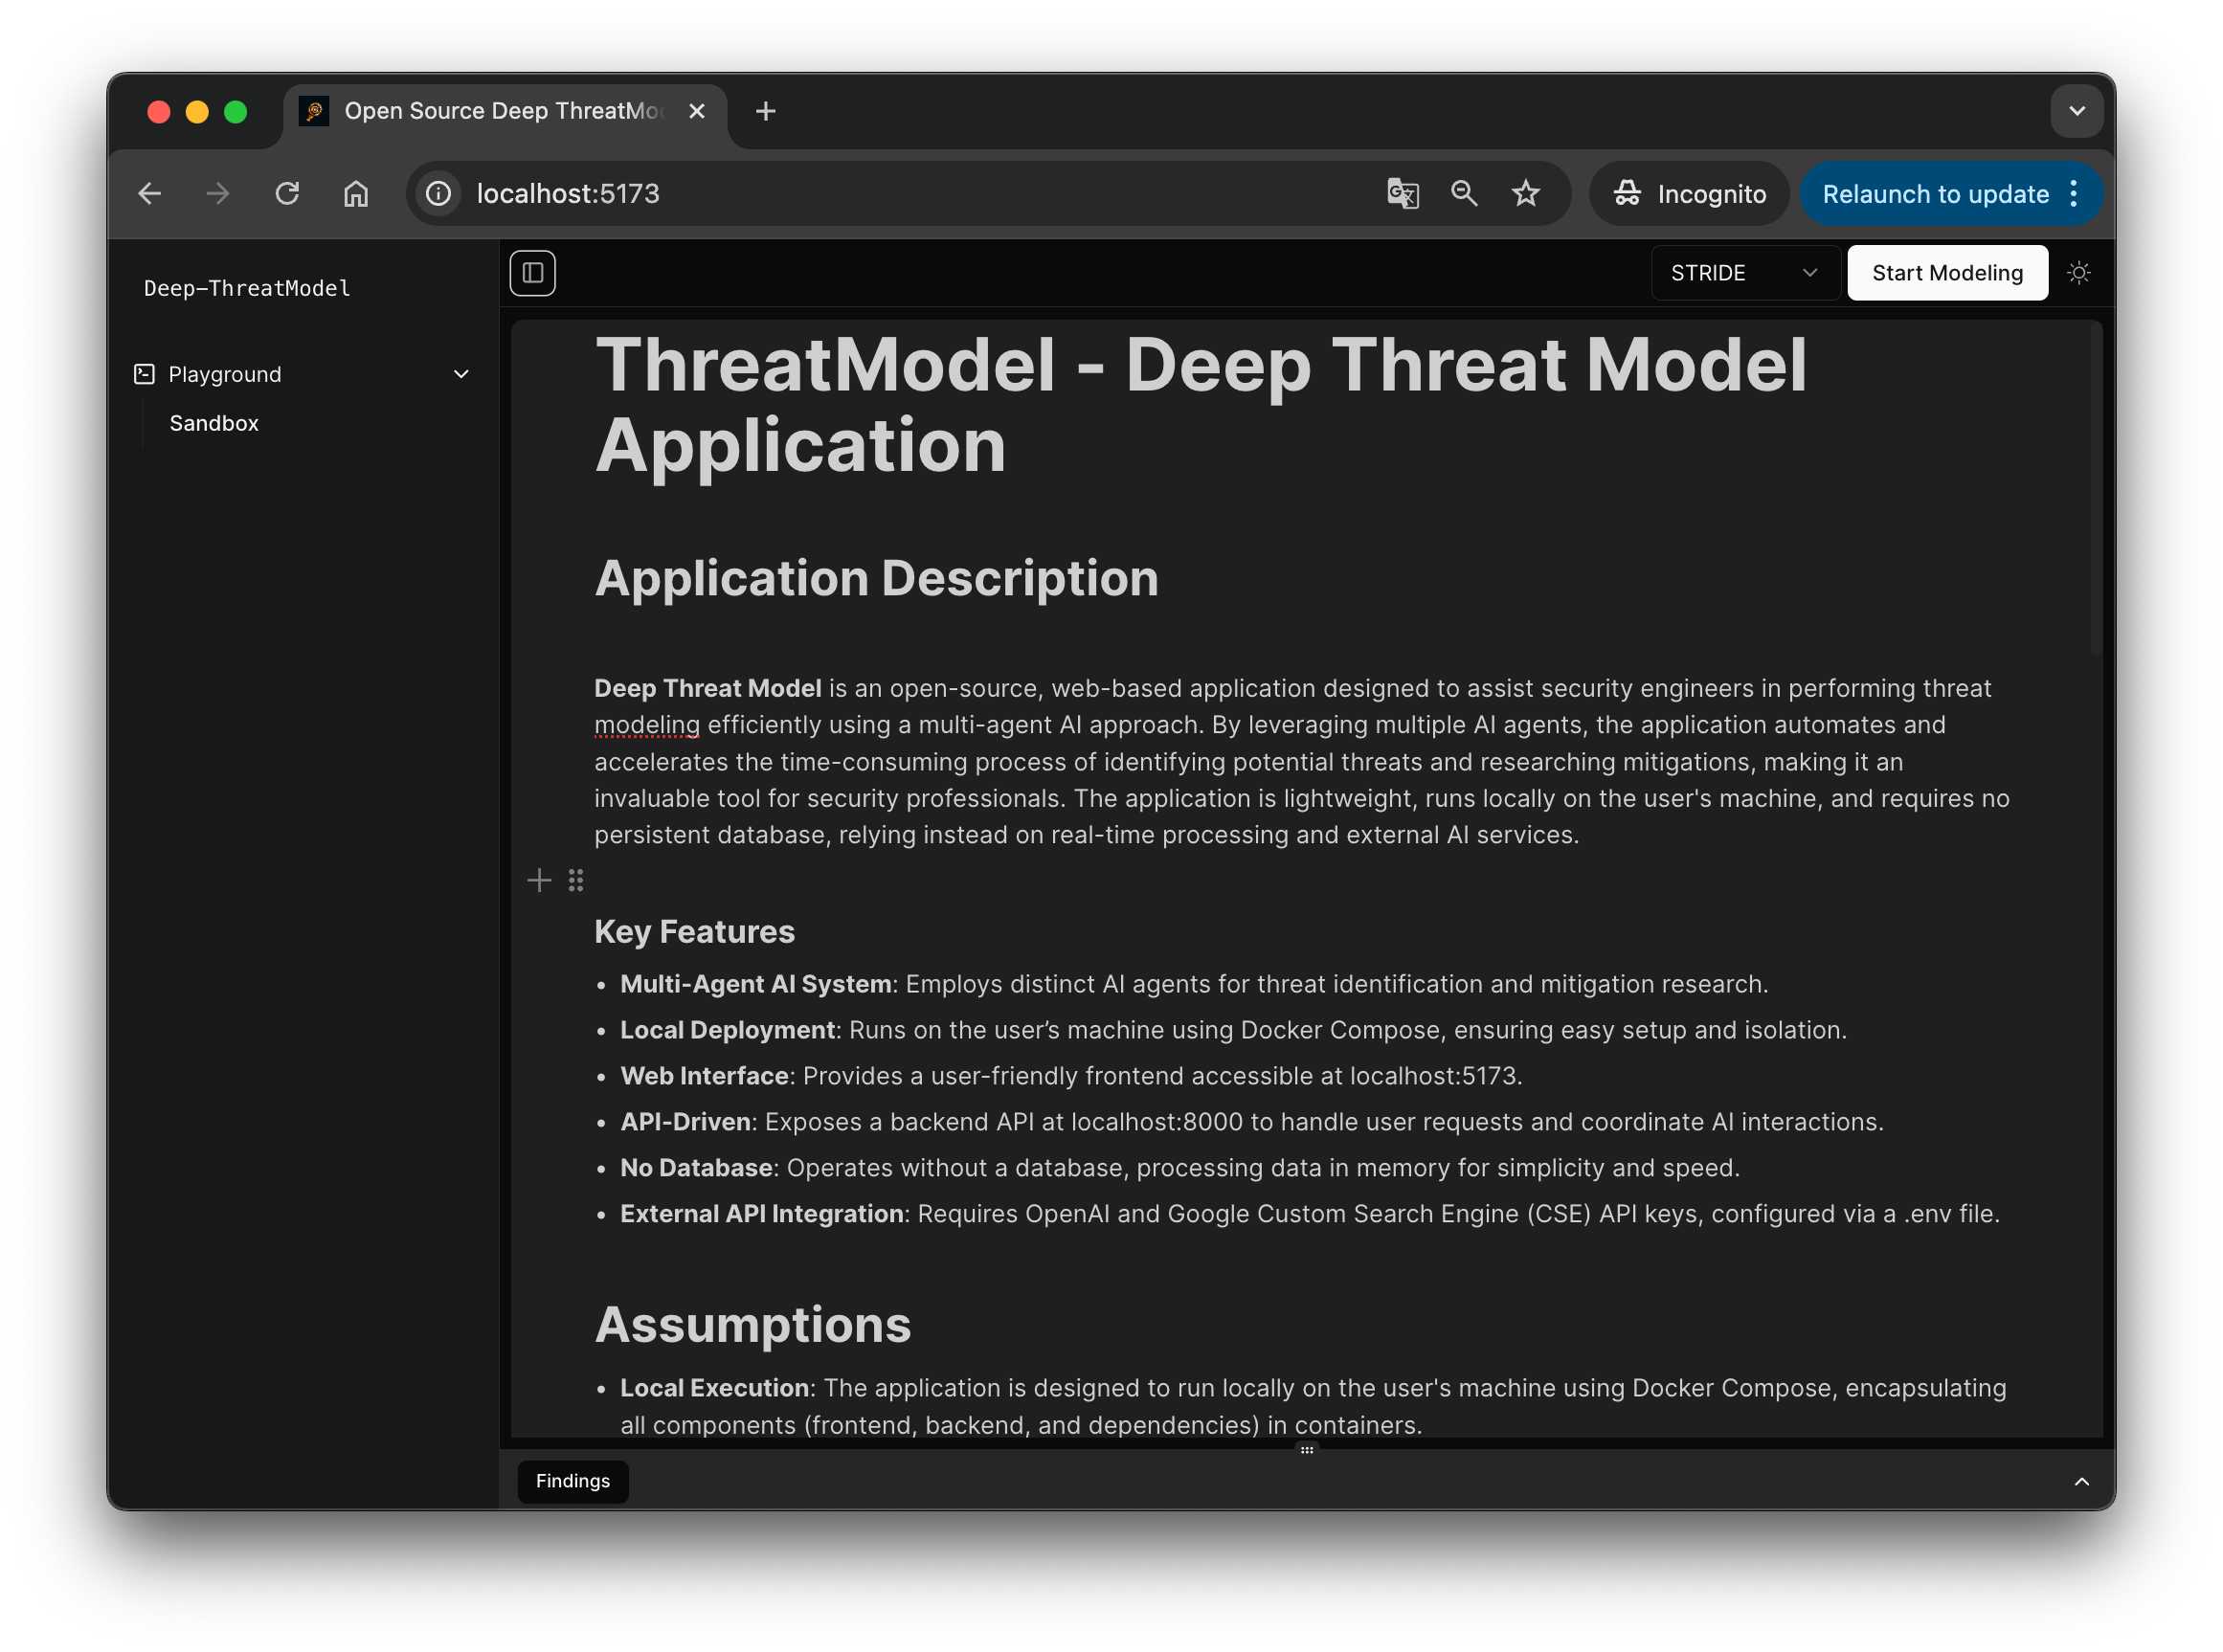 Open Source Deep ThreatMod
localhost:5173
Incognito
Relaunch to update
Deep-ThreatModel
STRIDE
Start Modeling
Playground
Sandbox
ThreatModel - Deep Threat Model
Application
Application Description
Deep Threat Model is an open-source, web-based application designed to assist security engineers in performing threat
modeling efficiently using a multi-agent AI approach. By leveraging multiple AI agents, the application automates and
accelerates the time-consuming process of identifying potential threats and researching mitigations, making it an
invaluable tool for security professionals. The application is lightweight, runs locally on the user's machine, and requires no
persistent database, relying instead on real-time processing and external AI services.
Key Features
• Multi-Agent AI System: Employs distinct AI agents for threat identification and mitigation research.
• Local Deployment: Runs on the user’s machine using Docker Compose, ensuring easy setup and isolation.
• Web Interface: Provides a user-friendly frontend accessible at localhost:5173.
• API-Driven: Exposes a backend API at localhost:8000 to handle user requests and coordinate AI interactions.
• No Database: Operates without a database, processing data in memory for simplicity and speed.
• External API Integration: Requires OpenAI and Google Custom Search Engine (CSE) API keys, configured via a .env file.
Assumptions
• Local Execution: The application is designed to run locally on the user's machine using Docker Compose, encapsulating
all components (frontend, backend, and dependencies) in containers.
Findings